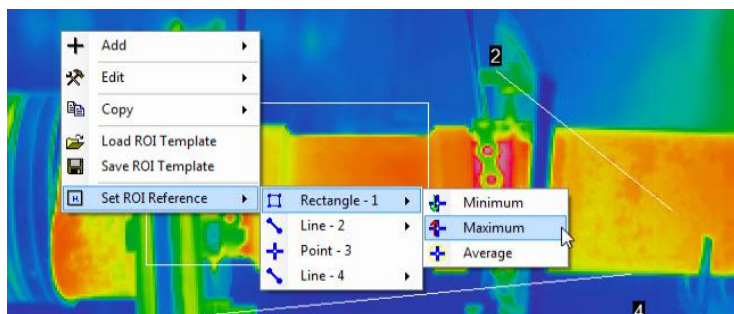 2
Add
Edit
Copy
Load ROI Template
Save ROI Template
Set ROI Reference
Rectangle - 1
Line - 2
Point - 3
Line - 4
Minimum
Maximum
Average
4